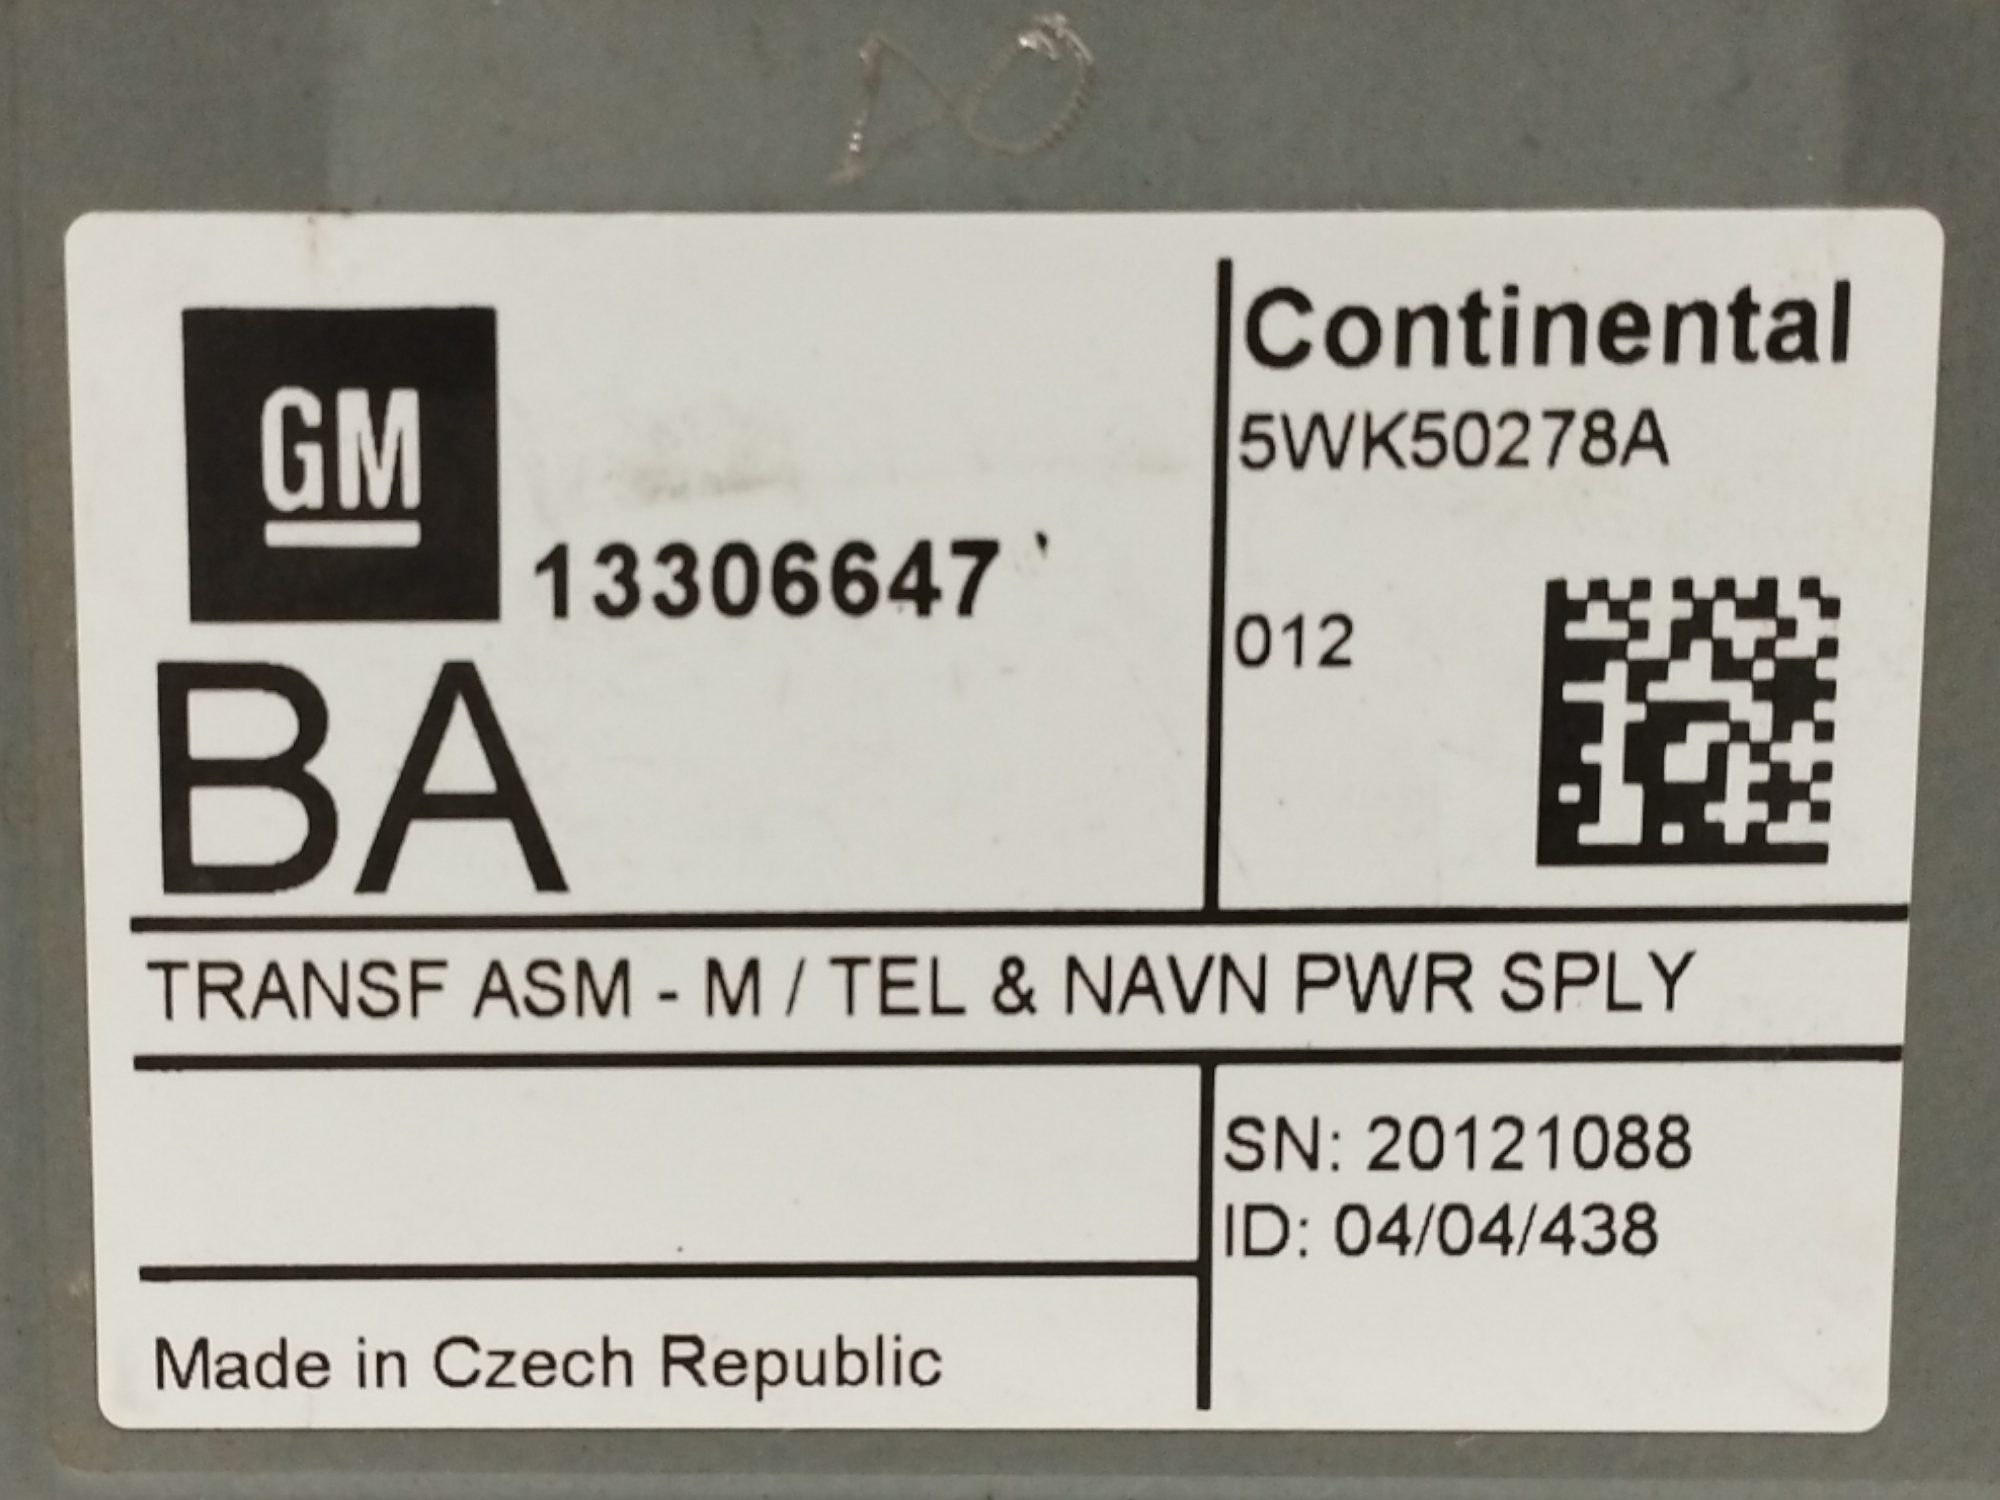 GM
13306647
BA
Continental
5WK50278A
012
TRANSF ASM - M / TEL & NAVN PWR SPLY
SN: 20121088
ID: 04/04/438
Made in Czech Republic